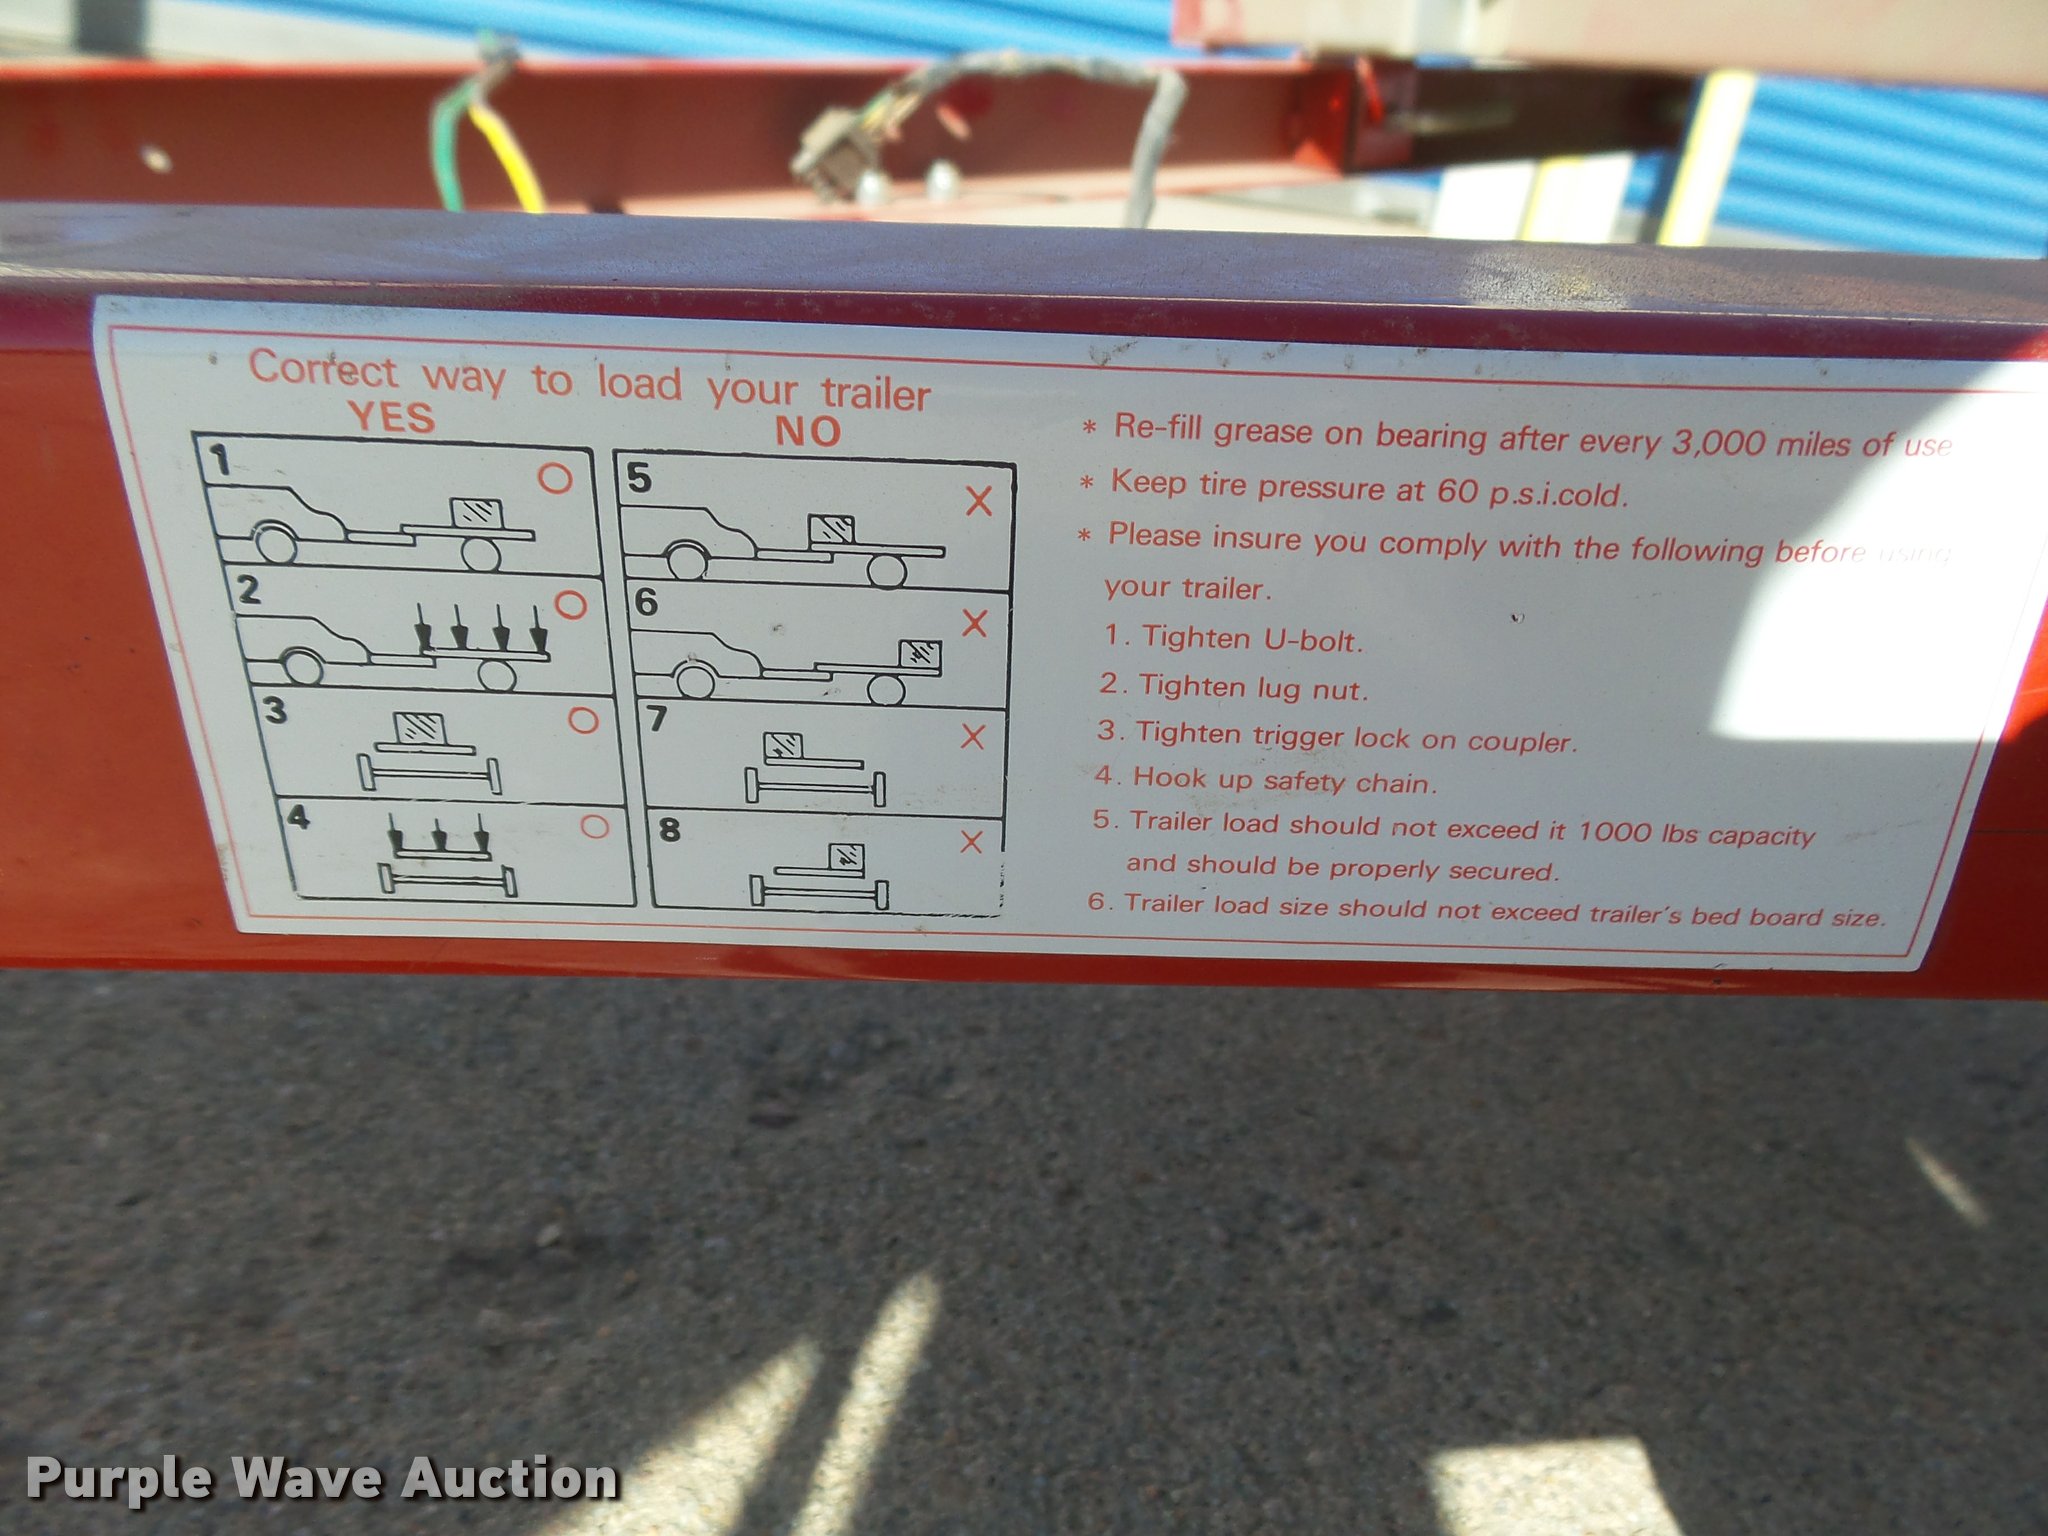 Correct way to load your trailer
YES
NO
1
2
3
4
5
6
7
8
* Re-fill grease on bearing after every 3,000 miles of use
* Keep tire pressure at 60 p.s.i.cold.
* Please insure you comply with the following before using
your trailer.
1. Tighten U-bolt.
2. Tighten lug nut.
3. Tighten trigger lock on coupler.
4. Hook up safety chain.
5. Trailer load should not exceed it 1000 lbs capacity
and should be properly secured.
6. Trailer load size should not exceed trailer's bed board size.
Purple Wave Auction